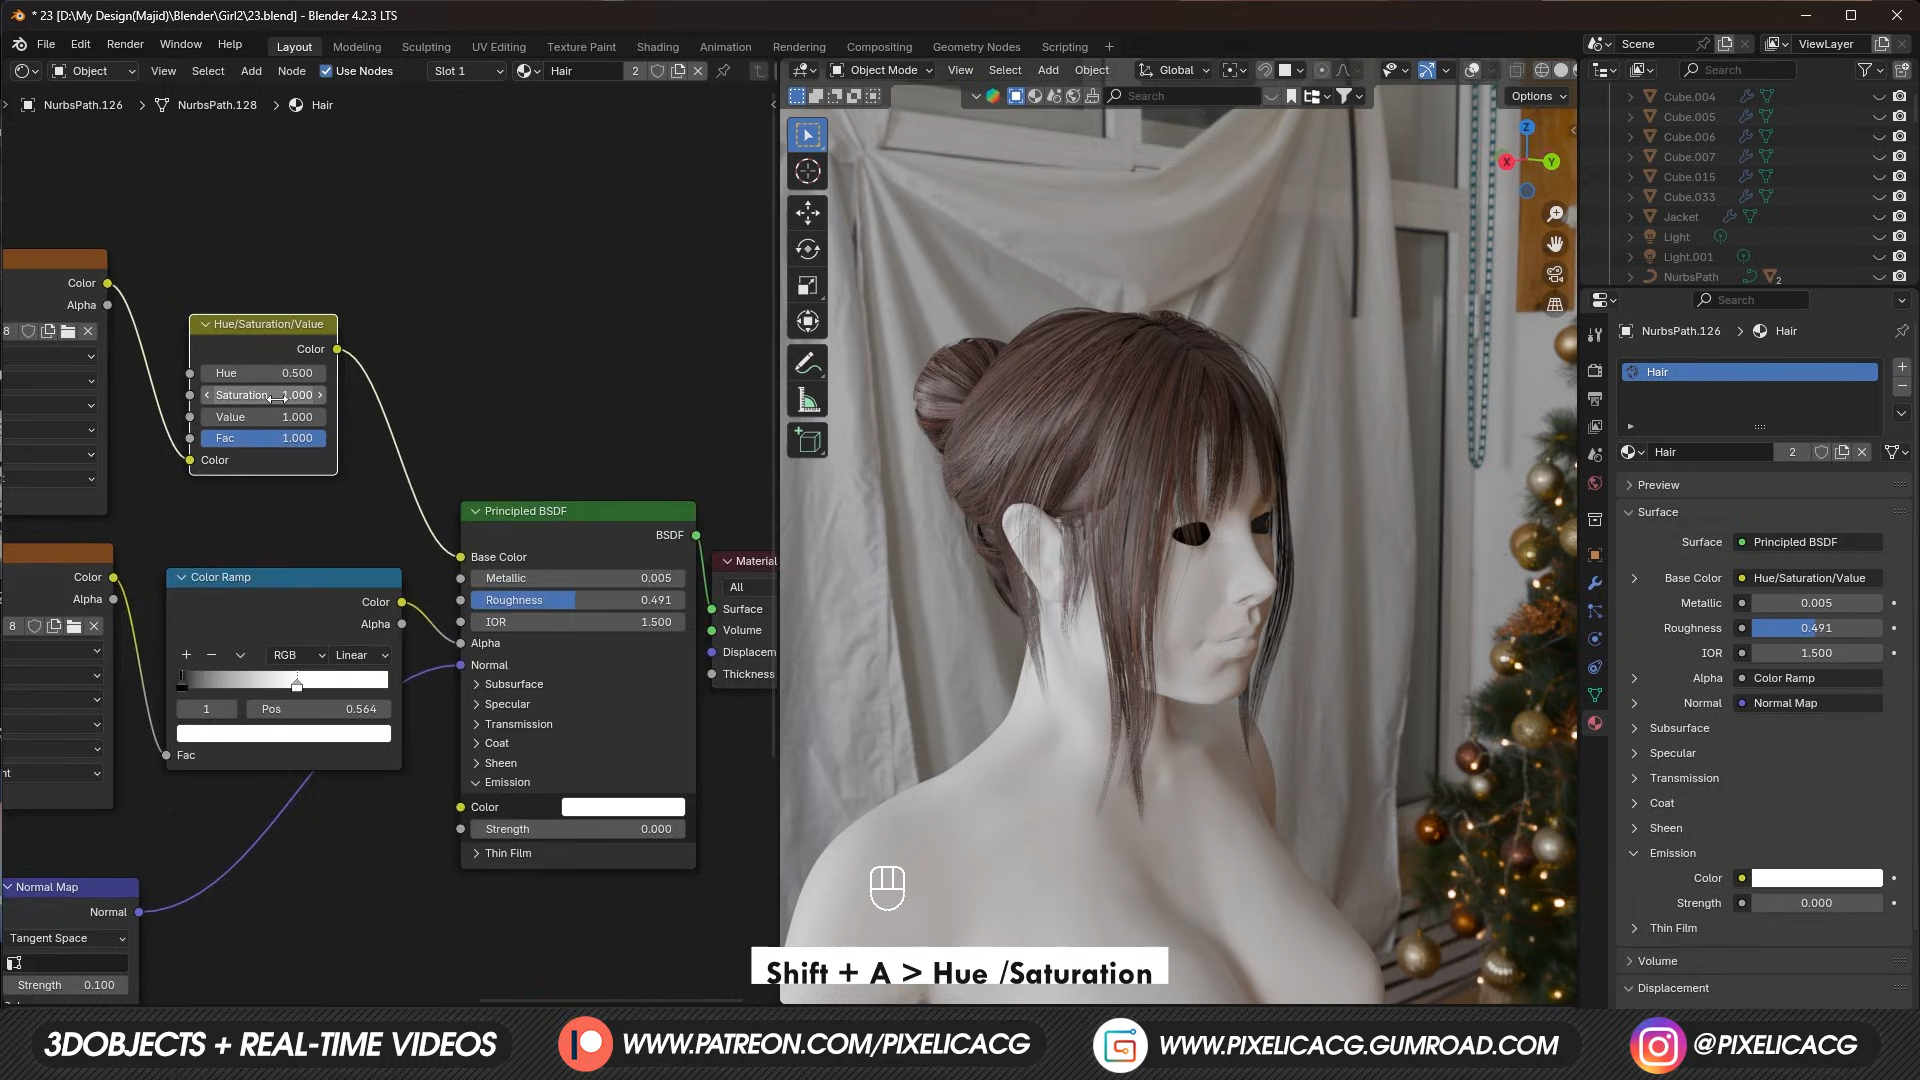 * 23 [D:\My Design(Majid)\Blender\Girl2\23.blend] - Blender 4.2.3 LTS
File Edit Render Window Help Layout Modeling Sculpting UV Editing Texture Paint Shading Animation Rendering Compositing Geometry Nodes Scripting + Scene ViewLayer
Object View Select Add Node Use Nodes Slot 1 Hair 2 Object Mode View Select Add Object Global Search
NurbsPath.126 > NurbsPath.128 > Hair Search Options
Cube.004
Cube.005
Cube.006
Cube.007
Cube.015
Cube.033
Jacket
Light
Light.001
NurbsPath 2
Z
X Y
Color
Alpha
8
Hue/Saturation/Value
Color
Hue 0.500
Saturation 1.000
Value 1.000
Fac 1.000
Color
Color
Alpha
8
Color Ramp
Color
Alpha
RGB Linear
1 Pos 0.564
Fac
nt
Principled BSDF
BSDF
Base Color
Metallic 0.005
Roughness 0.491
IOR 1.500
Alpha
Normal
Subsurface
Specular
Transmission
Coat
Sheen
Emission
Color
Strength 0.000
Thin Film
Material
All
Surface
Volume
Displacem
Thickness
Normal Map
Normal
Tangent Space
Strength 0.100
Search
NurbsPath.126 > Hair
Hair
Hair 2
Preview
Surface
Surface Principled BSDF
Base Color Hue/Saturation/Value
Metallic 0.005
Roughness 0.491
IOR 1.500
Alpha Color Ramp
Normal Normal Map
Subsurface
Specular
Transmission
Coat
Sheen
Emission
Color
Strength 0.000
Thin Film
Volume
Displacement
Shift + A > Hue /Saturation
3DOBJECTS + REAL-TIME VIDEOS WWW.PATREON.COM/PIXELICACG WWW.PIXELICACG.GUMROAD.COM @PIXELICACG